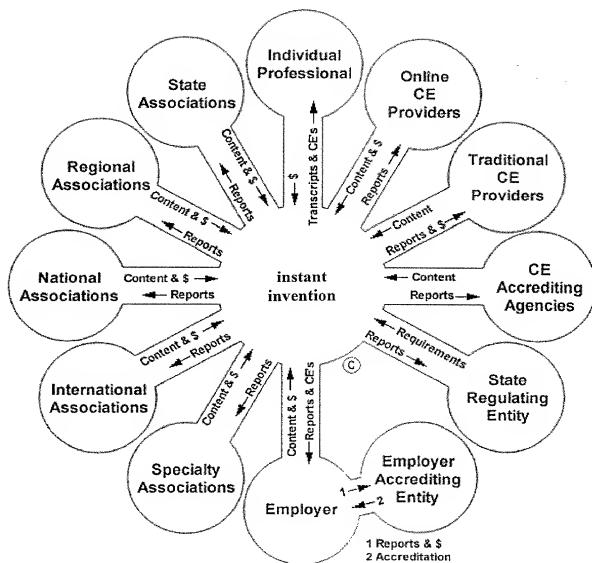 Individual
Professional
$
Transcripts & CE's
Online
CE
Providers
Content & $
Reports
Traditional
CE
Providers
Content
Reports & $
CE
Accrediting
Agencies
Content
Reports
State
Regulating
Entity
Requirements
Reports
C
Employer
Accrediting
Entity
1
2
1 Reports & $
2 Accreditation
Employer
Content & $
Reports & CE's
Specialty
Associations
Content & $
Reports
International
Associations
Content & $
Reports
National
Associations
Content & $
Reports
Regional
Associations
Content & $
Reports
State
Associations
Content & $
Reports
instant
invention